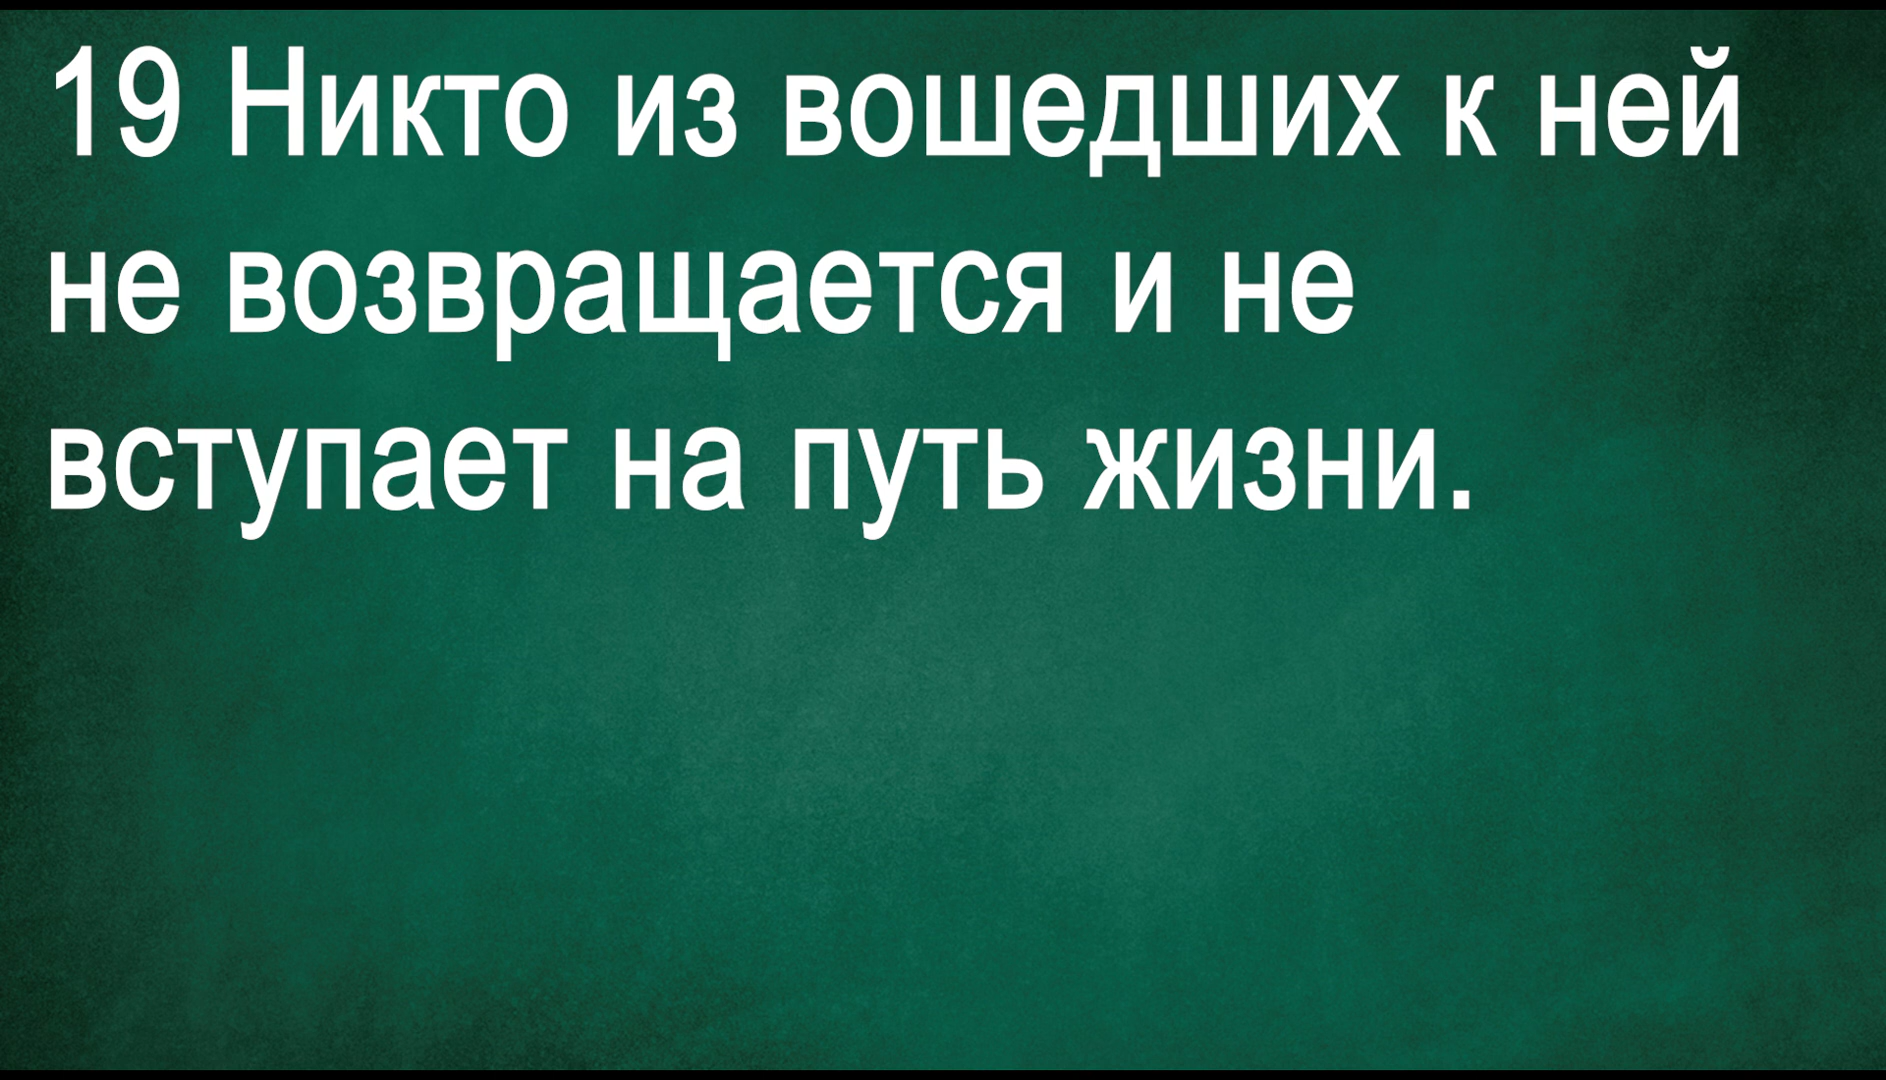 19 Никто из вошедших к ней
не возвращается и не
вступает на путь жизни.